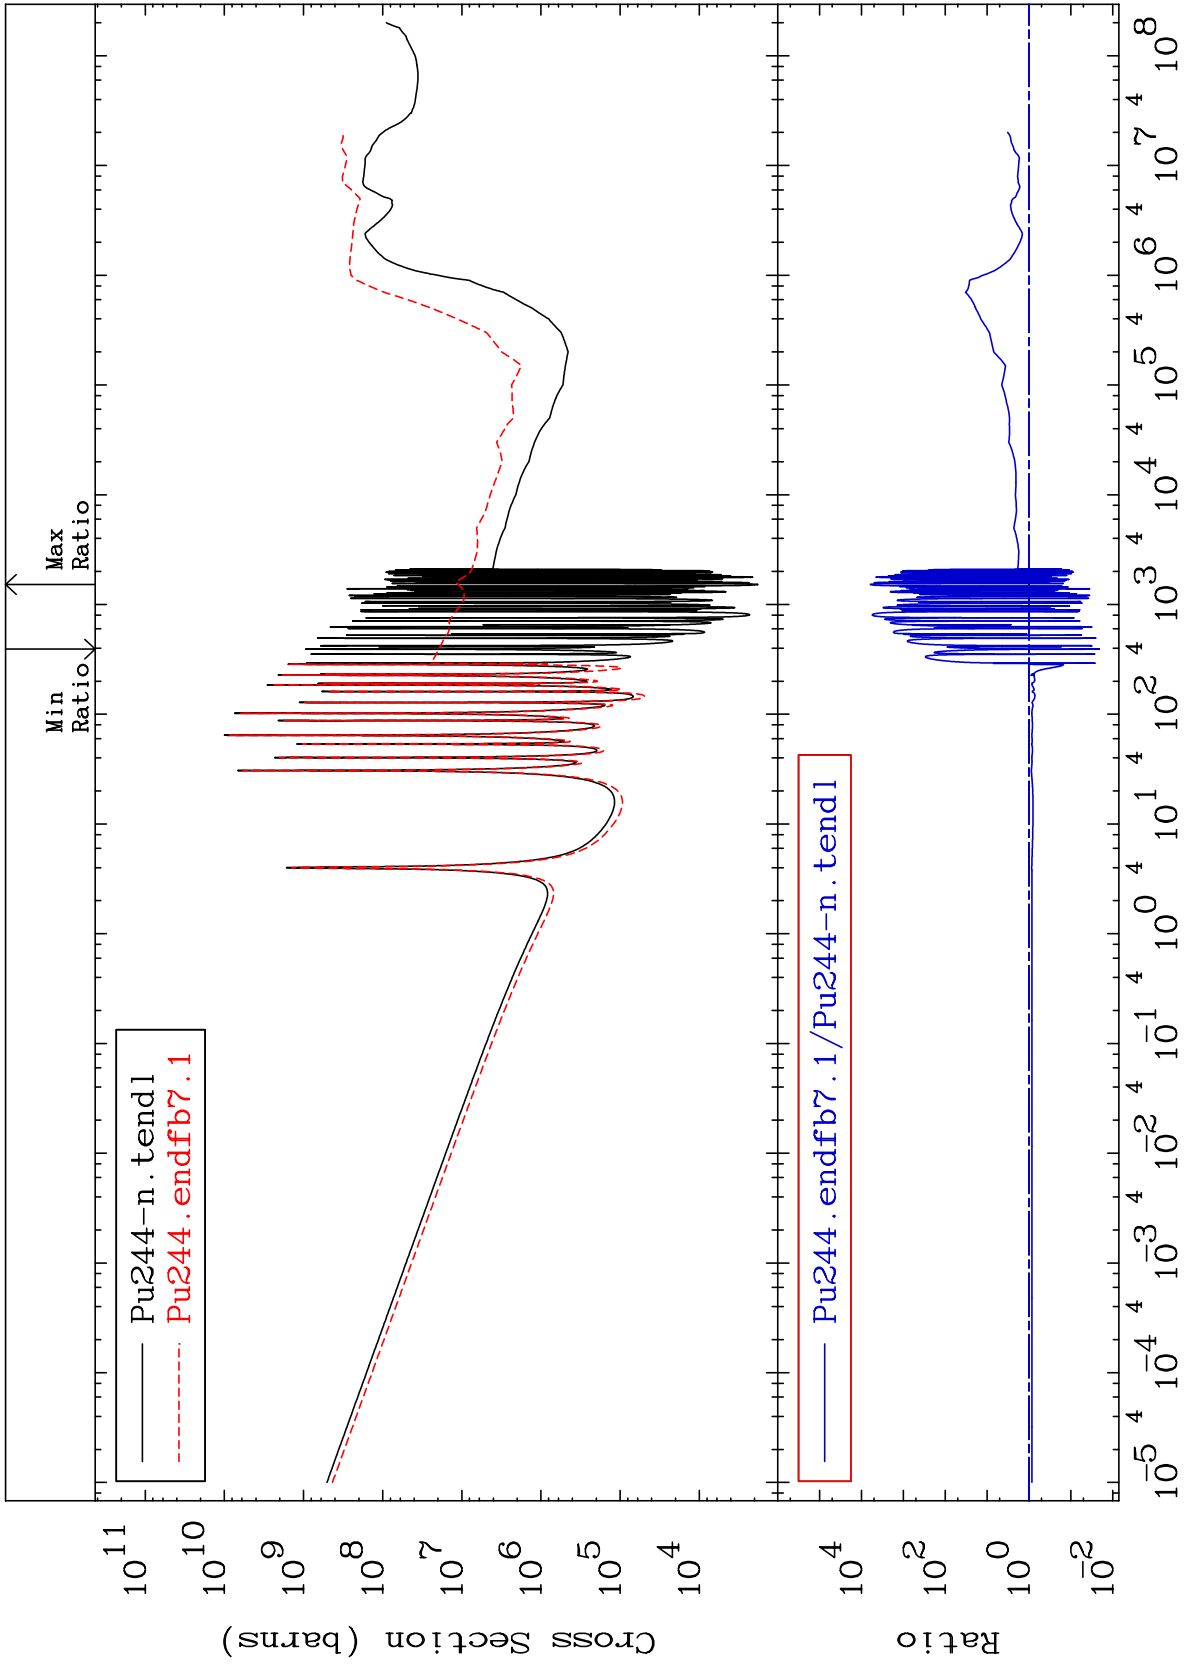 Min
Ratio
Max
Ratio
Pu244-n.tendl
Pu244.endfb7.1
10^11
10^10
10^9
10^8
10^7
10^6
10^5
10^4
Cross Section (barns)
Pu244.endfb7.1/Pu244-n.tendl
10^4
10^2
10^0
10^-2
Ratio
10^-5 4 10^-4 4 10^-3 4 10^-2 4 10^-1 4 10^0 4 10^1 4 10^2 4 10^3 4 10^4 4 10^5 4 10^6 4 10^7 4 10^8